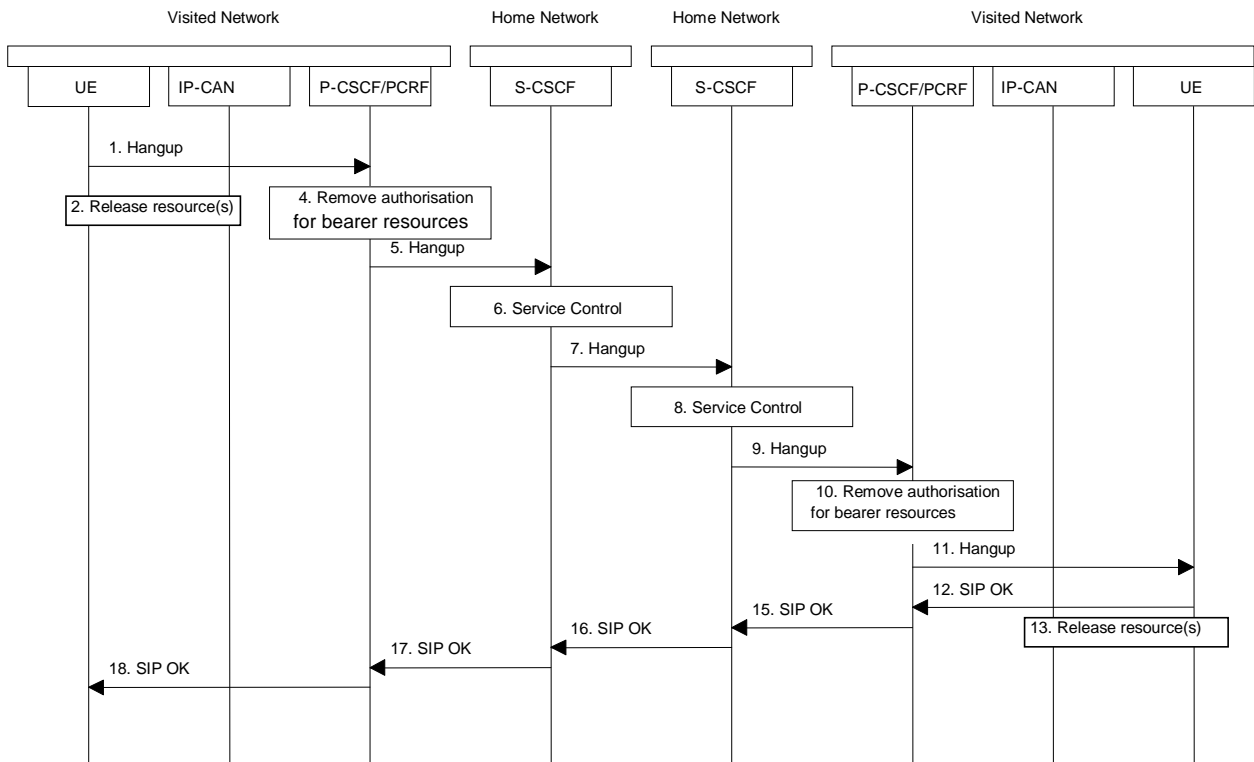 Visited Network
Home Network
Home Network
Visited Network
UE
IP-CAN
P-CSCF/PCRF
S-CSCF
S-CSCF
P-CSCF/PCRF
IP-CAN
UE
1. Hangup
2. Release resource(s)
4. Remove authorisation
for bearer resources
5. Hangup
6. Service Control
7. Hangup
8. Service Control
9. Hangup
10. Remove authorisation
for bearer resources
11. Hangup
12. SIP OK
13. Release resource(s)
15. SIP OK
16. SIP OK
17. SIP OK
18. SIP OK